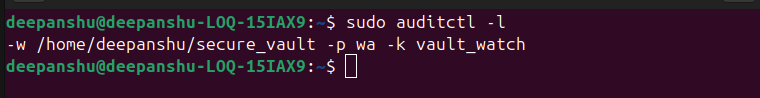 deepanshu@deepanshu-LOQ-15IAX9:~$ sudo auditctl -l
-w /home/deepanshu/secure_vault -p wa -k vault_watch
deepanshu@deepanshu-LOQ-15IAX9:~$